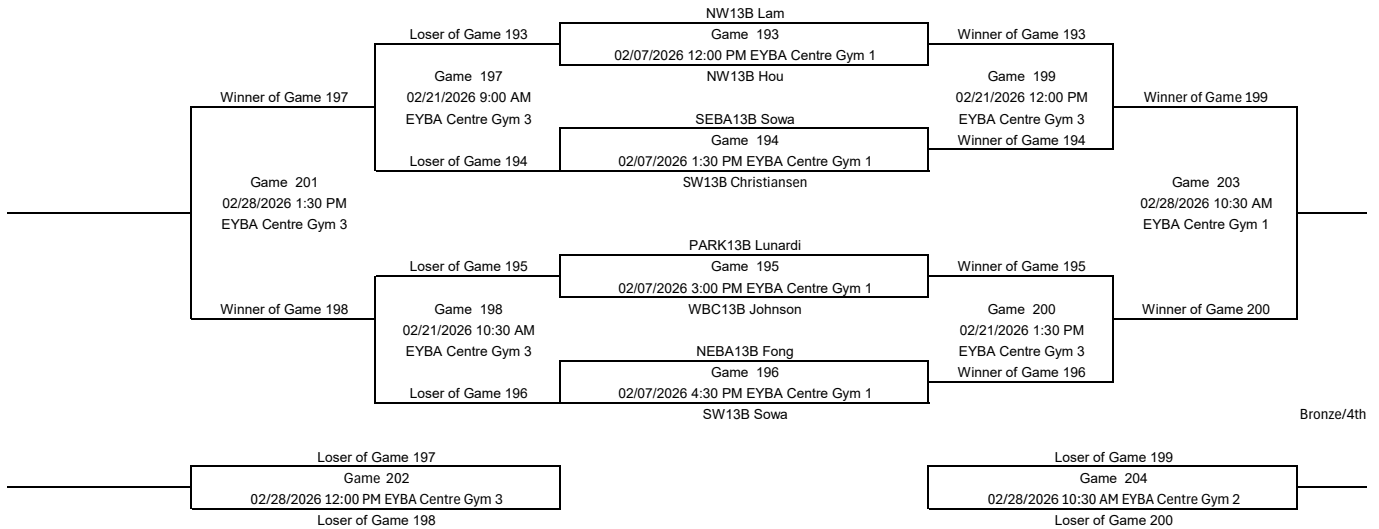 NW13B Lam
Loser of Game 193
Game 193
Winner of Game 193
02/07/2026 12:00 PM EYBA Centre Gym 1
Game 197
NW13B Hou
Game 199
Winner of Game 197
02/21/2026 9:00 AM
02/21/2026 12:00 PM
Winner of Game 199
EYBA Centre Gym 3
SEBA13B Sowa
EYBA Centre Gym 3
Game 194
Winner of Game 194
Loser of Game 194
02/07/2026 1:30 PM EYBA Centre Gym 1
Game 201
SW13B Christiansen
Game 203
02/28/2026 1:30 PM
02/28/2026 10:30 AM
EYBA Centre Gym 3
EYBA Centre Gym 1
PARK13B Lunardi
Loser of Game 195
Game 195
Winner of Game 195
02/07/2026 3:00 PM EYBA Centre Gym 1
Winner of Game 198
Game 198
WBC13B Johnson
Game 200
Winner of Game 200
02/21/2026 10:30 AM
02/21/2026 1:30 PM
EYBA Centre Gym 3
NEBA13B Fong
EYBA Centre Gym 3
Game 196
Winner of Game 196
Loser of Game 196
02/07/2026 4:30 PM EYBA Centre Gym 1
SW13B Sowa
Bronze/4th
Loser of Game 197
Loser of Game 199
Game 202
Game 204
02/28/2026 12:00 PM EYBA Centre Gym 3
02/28/2026 10:30 AM EYBA Centre Gym 2
Loser of Game 198
Loser of Game 200